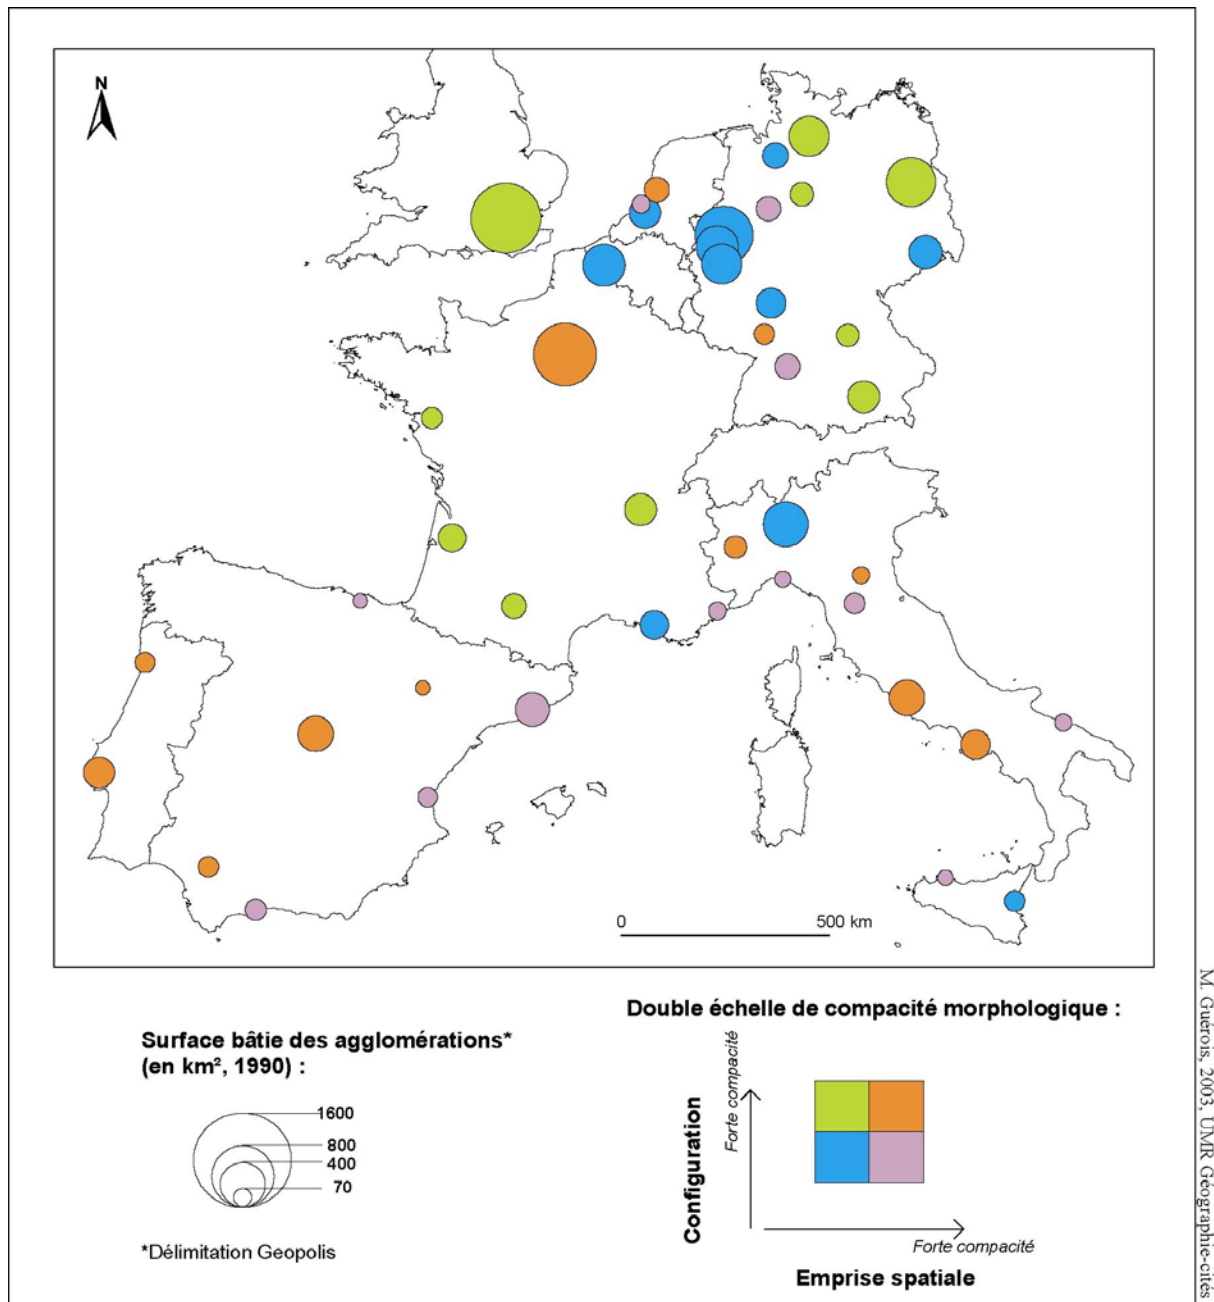 N
0 500 km
Surface bâtie des agglomérations*
(en km², 1990) :
1600
800
400
70
*Délimitation Geopolis
Double échelle de compacité morphologique :
Configuration
Forte compacité
Forte compacité
Emprise spatiale
M. Guérois, 2003, UMR Géographie-cités